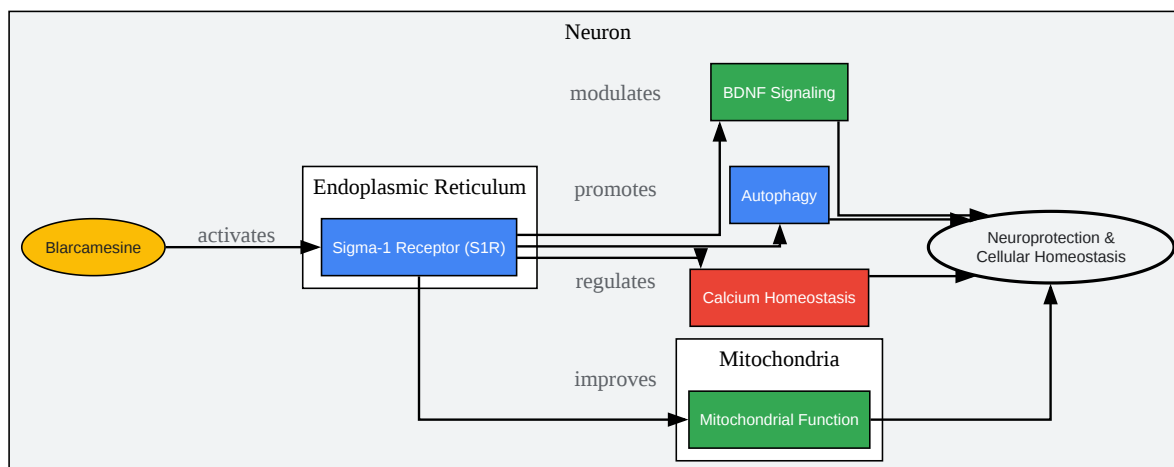 Neuron
modulates
BDNF Signaling
Endoplasmic Reticulum
promotes
Autophagy
Blarcamesine
activates
Sigma-1 Receptor (S1R)
Neuroprotection &
Cellular Homeostasis
regulates
Calcium Homeostasis
Mitochondria
improves
Mitochondrial Function